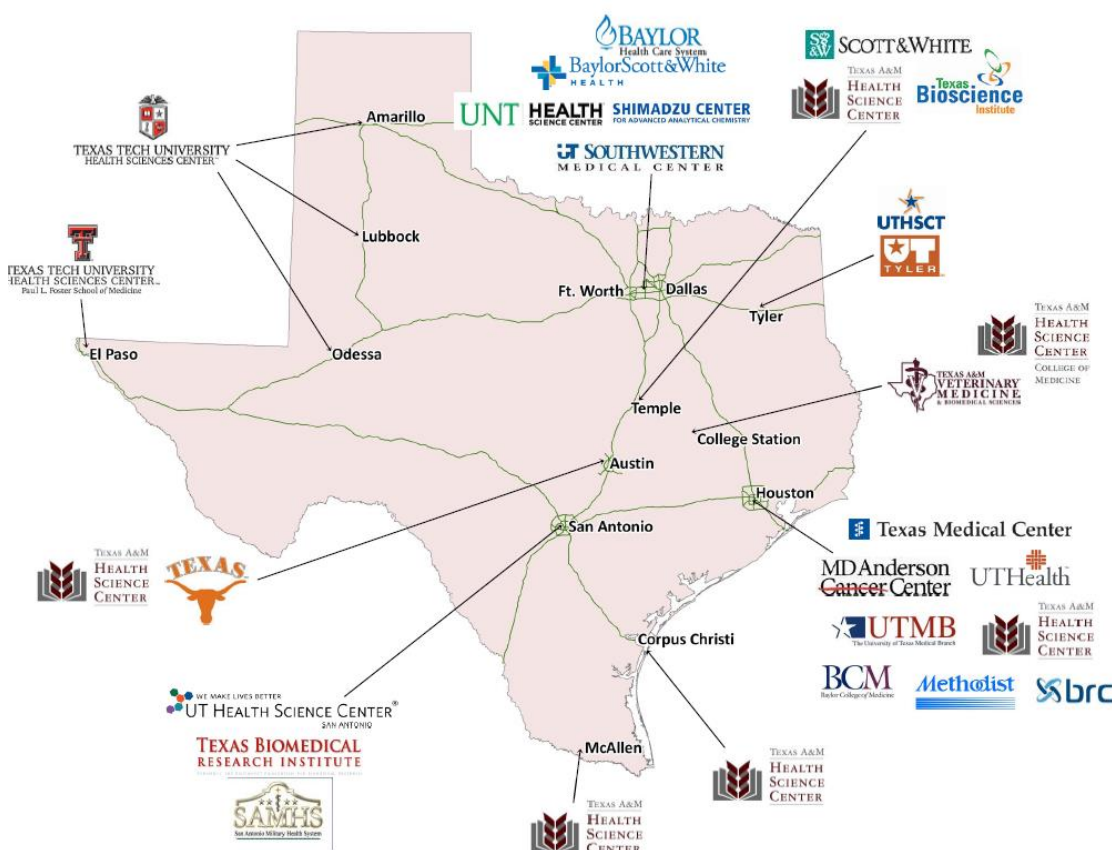 BAYLOR
Health Care System
BaylorScott&White
HEALTH
UNT HEALTH SCIENCE CENTER
SHIMADZU CENTER
FOR ADVANCED ANALYTICAL CHEMISTRY
UT SOUTHWESTERN
MEDICAL CENTER
S&W SCOTT&WHITE
TEXAS A&M
HEALTH
SCIENCE
CENTER
Texas
Bioscience
Institute
TEXAS TECH UNIVERSITY
HEALTH SCIENCES CENTER™
Amarillo
Lubbock
UTHSCT
UT
TYLER
TEXAS TECH UNIVERSITY
HEALTH SCIENCES CENTER™
Paul L. Foster School of Medicine
Ft. Worth
Dallas
Tyler
El Paso
Odessa
TEXAS A&M
HEALTH
SCIENCE
CENTER
COLLEGE OF
MEDICINE
TEXAS A&M
VETERINARY
MEDICINE
& BIOMEDICAL SCIENCES
Temple
College Station
Austin
Houston
San Antonio
TEXAS A&M
HEALTH
SCIENCE
CENTER
TEXAS
Texas Medical Center
MD Anderson
Cancer Center
UTHealth™
UTMB
The University of Texas Medical Branch
TEXAS A&M
HEALTH
SCIENCE
CENTER
BCM
Baylor College of Medicine
Methodist
brc
Corpus Christi
WE MAKE LIVES BETTER
UT HEALTH SCIENCE CENTER®
SAN ANTONIO
TEXAS BIOMEDICAL
RESEARCH INSTITUTE
SAMHS
San Antonio Military Health System
McAllen
TEXAS A&M
HEALTH
SCIENCE
CENTER
TEXAS A&M
HEALTH
SCIENCE
CENTER